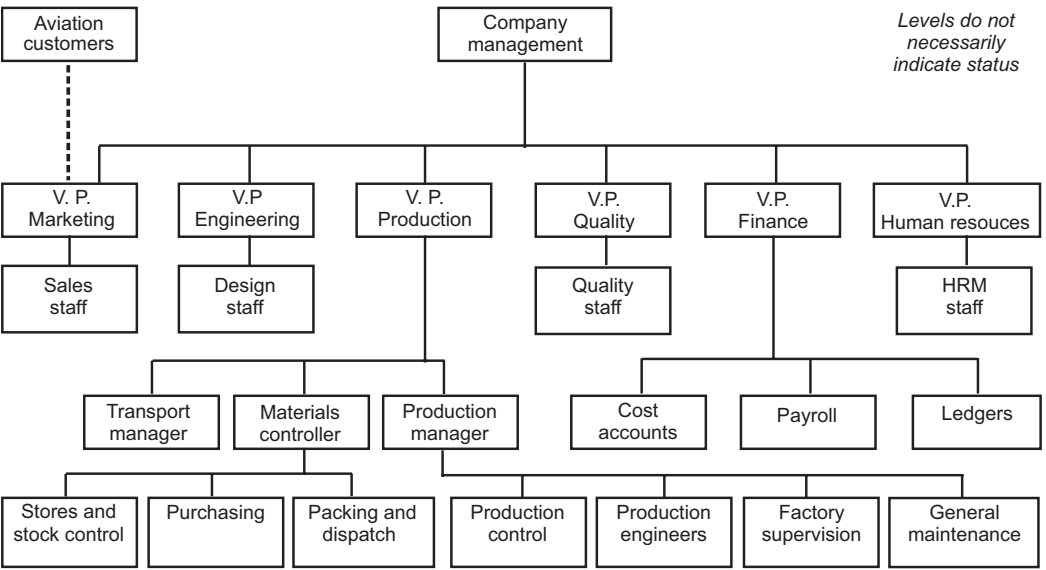 Aviation
customers
Company
management
Levels do not
necessarily
indicate status
V. P.
Marketing
V.P
Engineering
V. P.
Production
V.P.
Quality
V.P.
Finance
V.P.
Human resouces
Sales
staff
Design
staff
Quality
staff
HRM
staff
Transport
manager
Materials
controller
Production
manager
Cost
accounts
Payroll
Ledgers
Stores and
stock control
Purchasing
Packing and
dispatch
Production
control
Production
engineers
Factory
supervision
General
maintenance